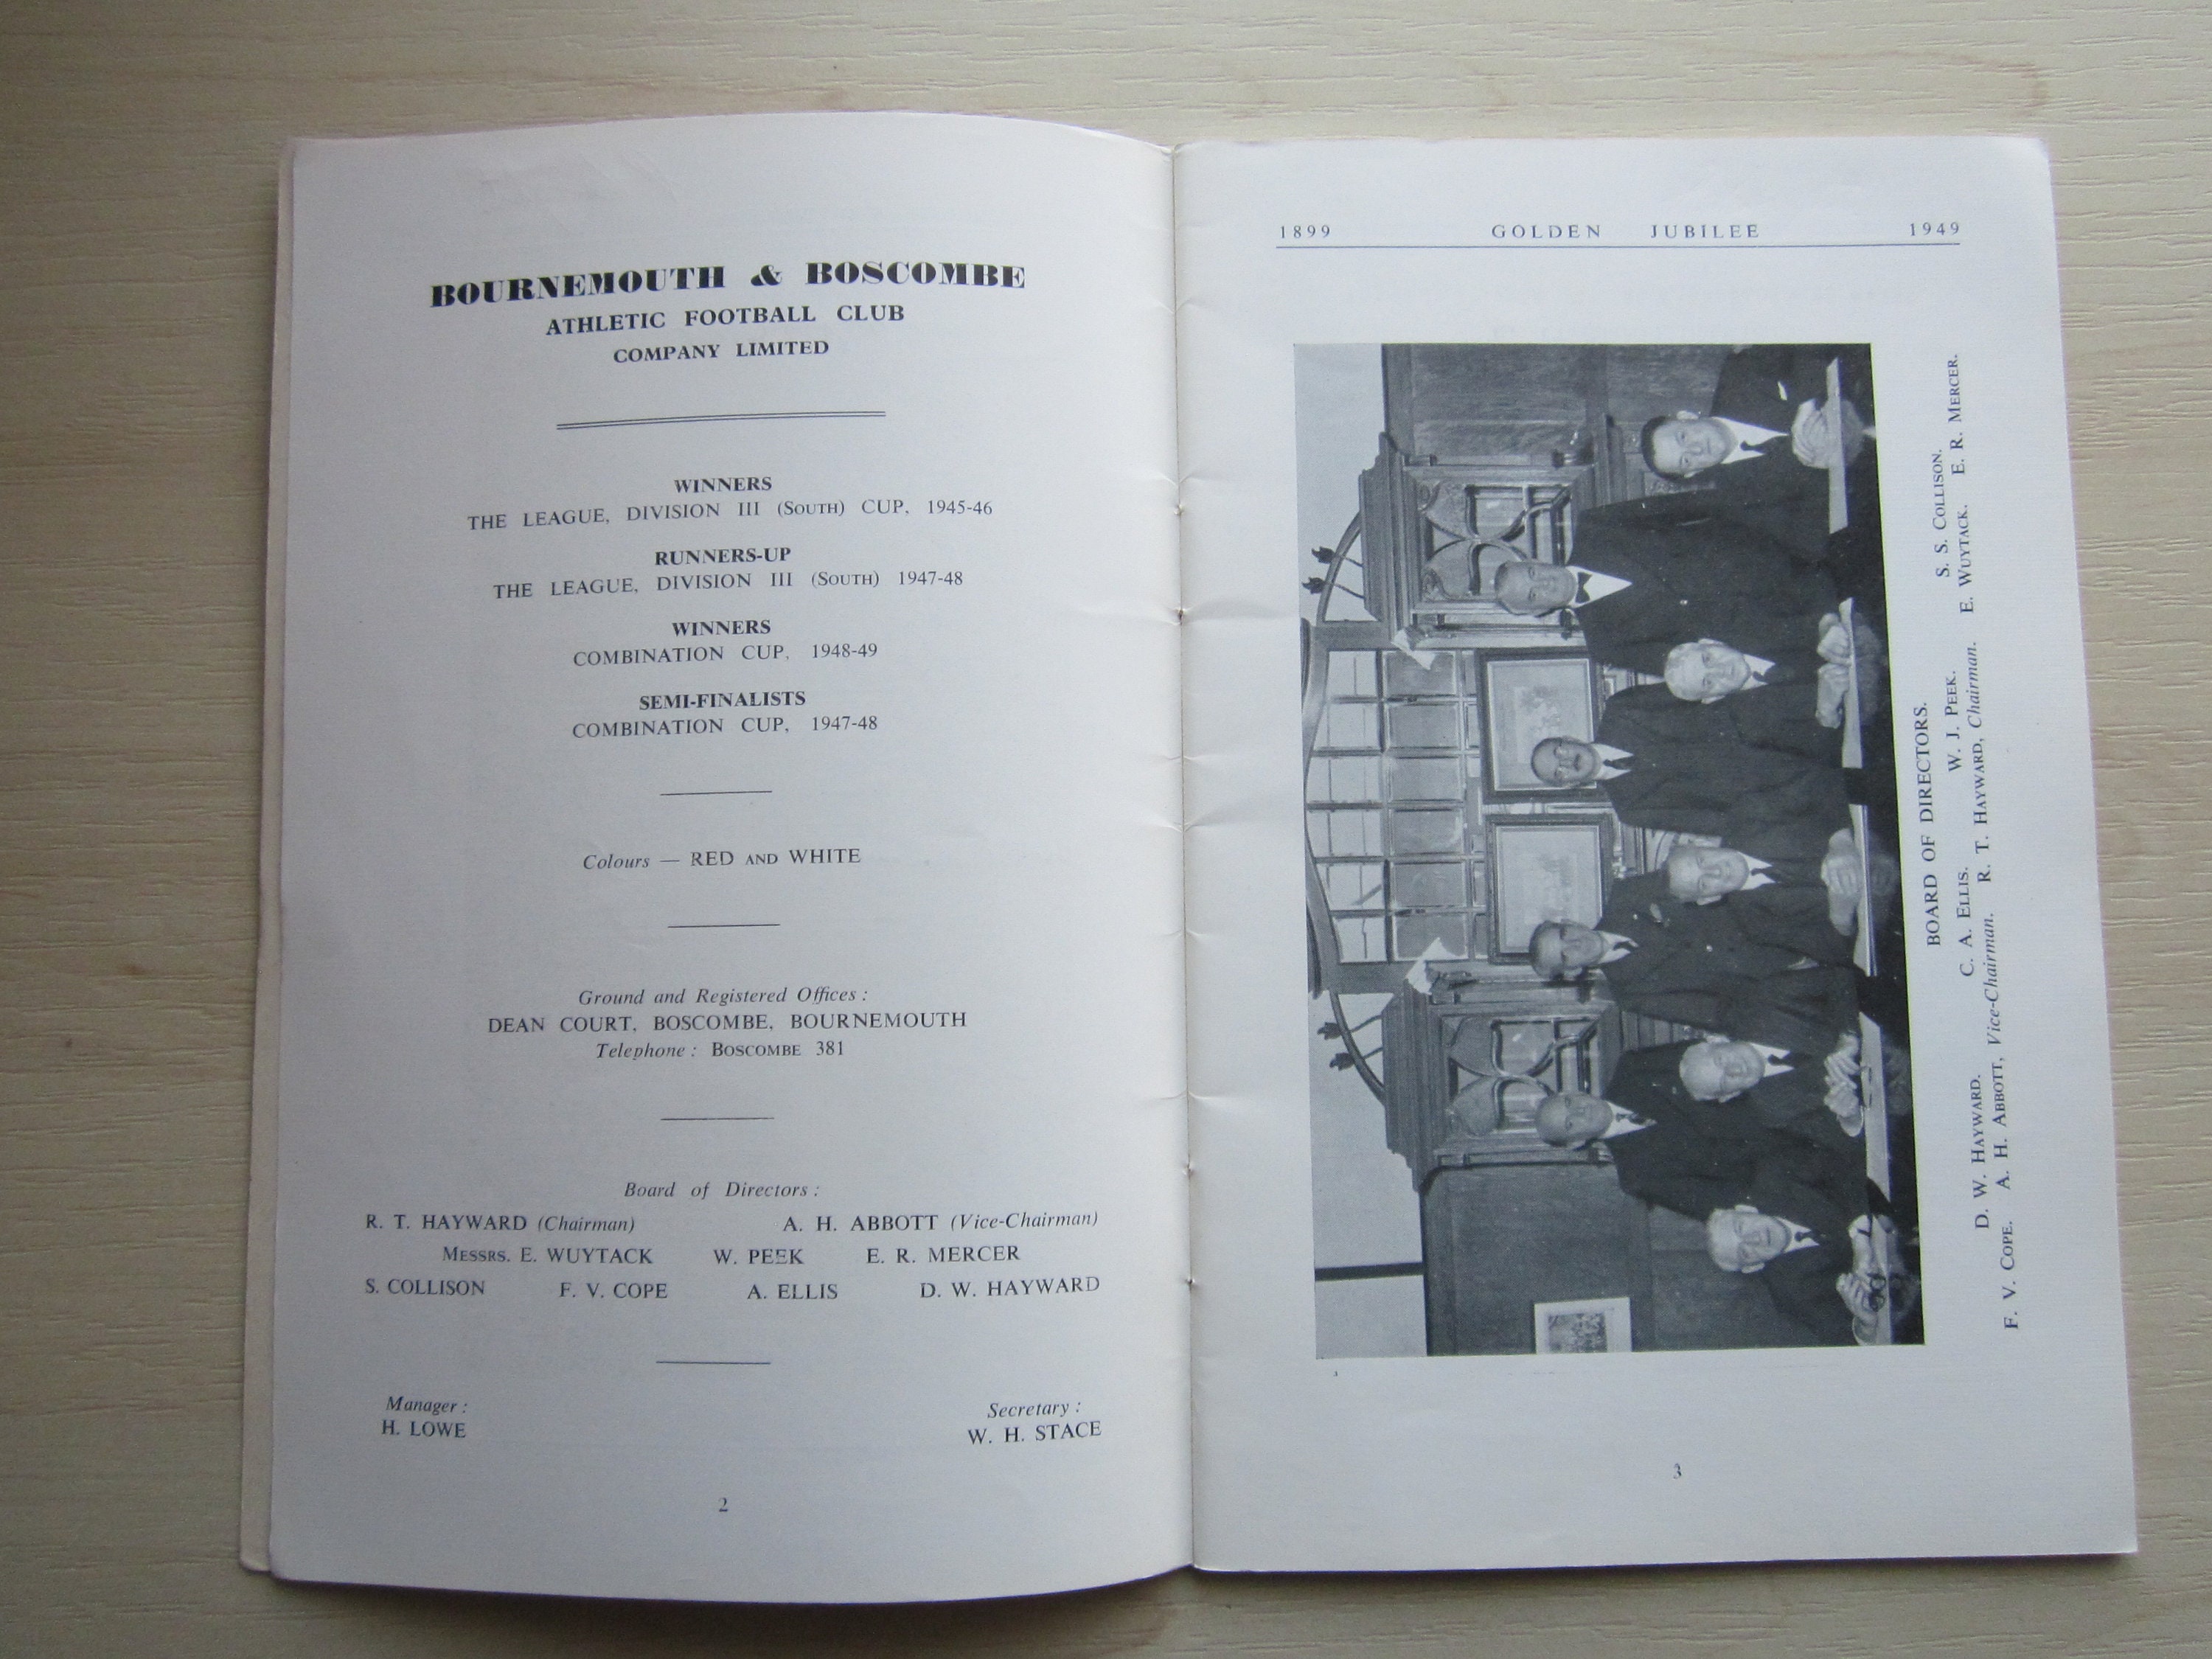 BOURNEMOUTH & BOSCOMBE
ATHLETIC FOOTBALL CLUB
COMPANY LIMITED
WINNERS
THE LEAGUE, DIVISION III (SOUTH) CUP, 1945-46
RUNNERS-UP
THE LEAGUE, DIVISION III (SOUTH) 1947-48
WINNERS
COMBINATION CUP, 1948-49
SEMI-FINALISTS
COMBINATION CUP, 1947-48
Colours — RED AND WHITE
Ground and Registered Offices :
DEAN COURT, BOSCOMBE, BOURNEMOUTH
Telephone : BOSCOMBE 381
Board of Directors :
R. T. HAYWARD (Chairman) A. H. ABBOTT (Vice-Chairman)
MESSRS. E. WUYTACK W. PEEK E. R. MERCER
S. COLLISON F. V. COPE A. ELLIS D. W. HAYWARD
Manager : Secretary :
H. LOWE W. H. STACE
2
1899 GOLDEN JUBILEE 1949
BOARD OF DIRECTORS.
D. W. HAYWARD. C. A. ELLIS. W. J. PEEK. S. S. COLLISON.
F. V. COPE. A. H. ABBOTT, Vice-Chairman. R. T. HAYWARD, Chairman. E. WUYTACK. E. R. MERCER.
3